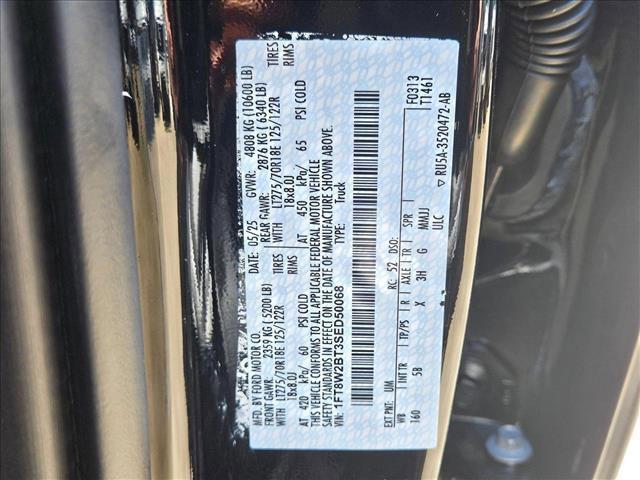 MFD. BY FORD MOTOR CO.
DATE: 05/25 GVWR: 4808 KG (10600 LB)
FRONT GAWR: 2359 KG ( 5200 LB) REAR GAWR: 2876 KG ( 6340 LB)
WITH LT275/70R18E 125/122R TIRES WITH LT275/70R18E 125/122R TIRES
18x8.0J RIMS 18x8.0J RIMS
AT 420 kPa/ 60 PSI COLD AT 450 kPa/ 65 PSI COLD
THIS VEHICLE CONFORMS TO ALL APPLICABLE FEDERAL MOTOR VEHICLE
SAFETY STANDARDS IN EFFECT ON THE DATE OF MANUFACTURE SHOWN ABOVE.
VIN: 1FT8W2BT3SED50068 TYPE: Truck
F0313
T1461
EXT PNT: UM RC: 52 DSO:
WB INT TR TP/PS R AXLE TR SPR
160 5B X 3H G MMJJ
ULC
▽ RU5A-3520472-AB